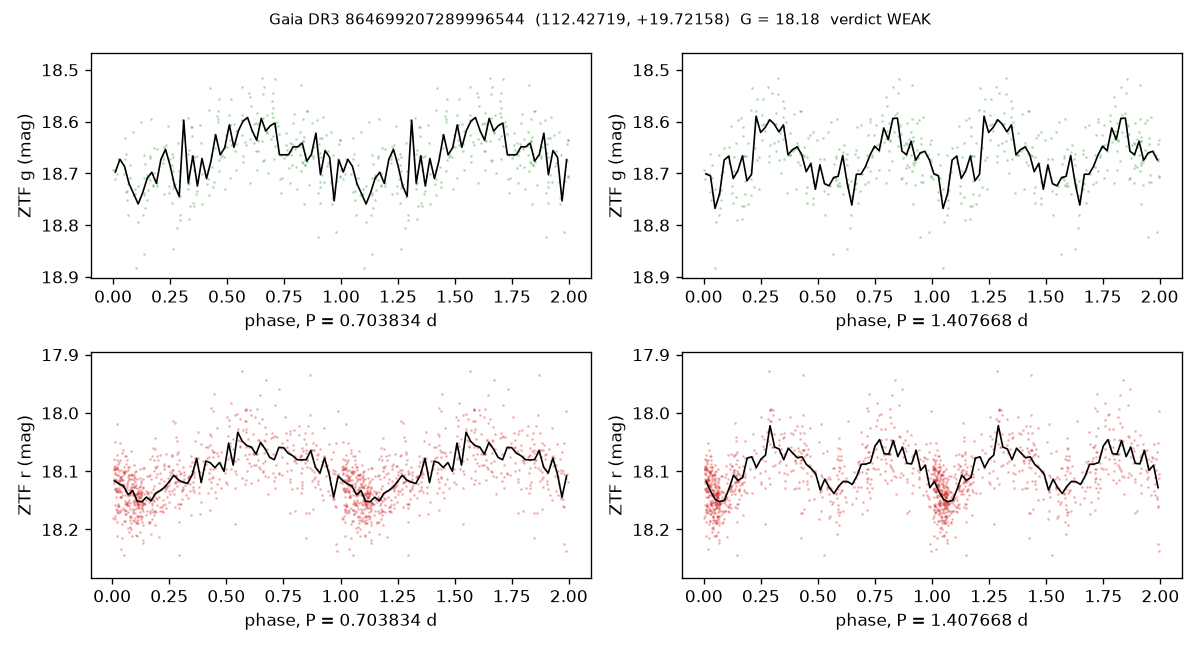 Gaia DR3 864699207289996544 (112.42719, +19.72158) G = 18.18 verdict WEAK
ZTF g (mag)
18.5
18.6
18.7
18.8
18.9
0.00 0.25 0.50 0.75 1.00 1.25 1.50 1.75 2.00
phase, P = 0.703834 d
ZTF g (mag)
18.5
18.6
18.7
18.8
18.9
0.00 0.25 0.50 0.75 1.00 1.25 1.50 1.75 2.00
phase, P = 1.407668 d
ZTF r (mag)
17.9
18.0
18.1
18.2
0.00 0.25 0.50 0.75 1.00 1.25 1.50 1.75 2.00
phase, P = 0.703834 d
ZTF r (mag)
17.9
18.0
18.1
18.2
0.00 0.25 0.50 0.75 1.00 1.25 1.50 1.75 2.00
phase, P = 1.407668 d